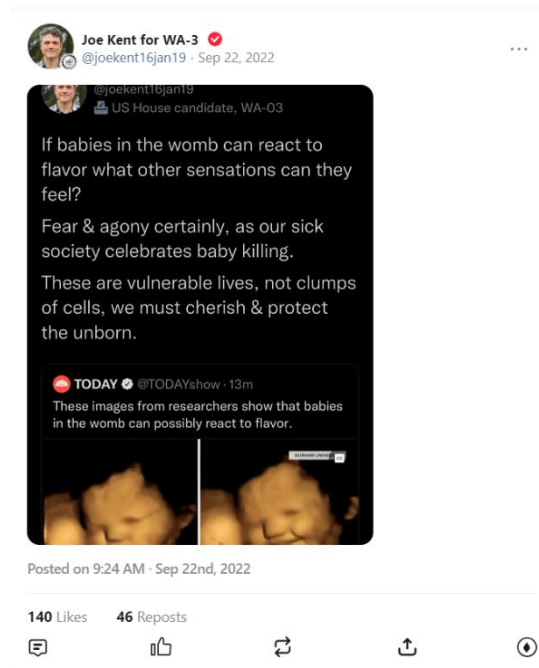 Joe Kent for WA-3
@joekent16jan19 · Sep 22, 2022
@joekent16jan19
US House candidate, WA-03
If babies in the womb can react to
flavor what other sensations can they
feel?
Fear & agony certainly, as our sick
society celebrates baby killing.
These are vulnerable lives, not clumps
of cells, we must cherish & protect
the unborn.
TODAY @TODAYshow · 13m
These images from researchers show that babies
in the womb can possibly react to flavor.
Posted on 9:24 AM · Sep 22nd, 2022
140 Likes 46 Reposts